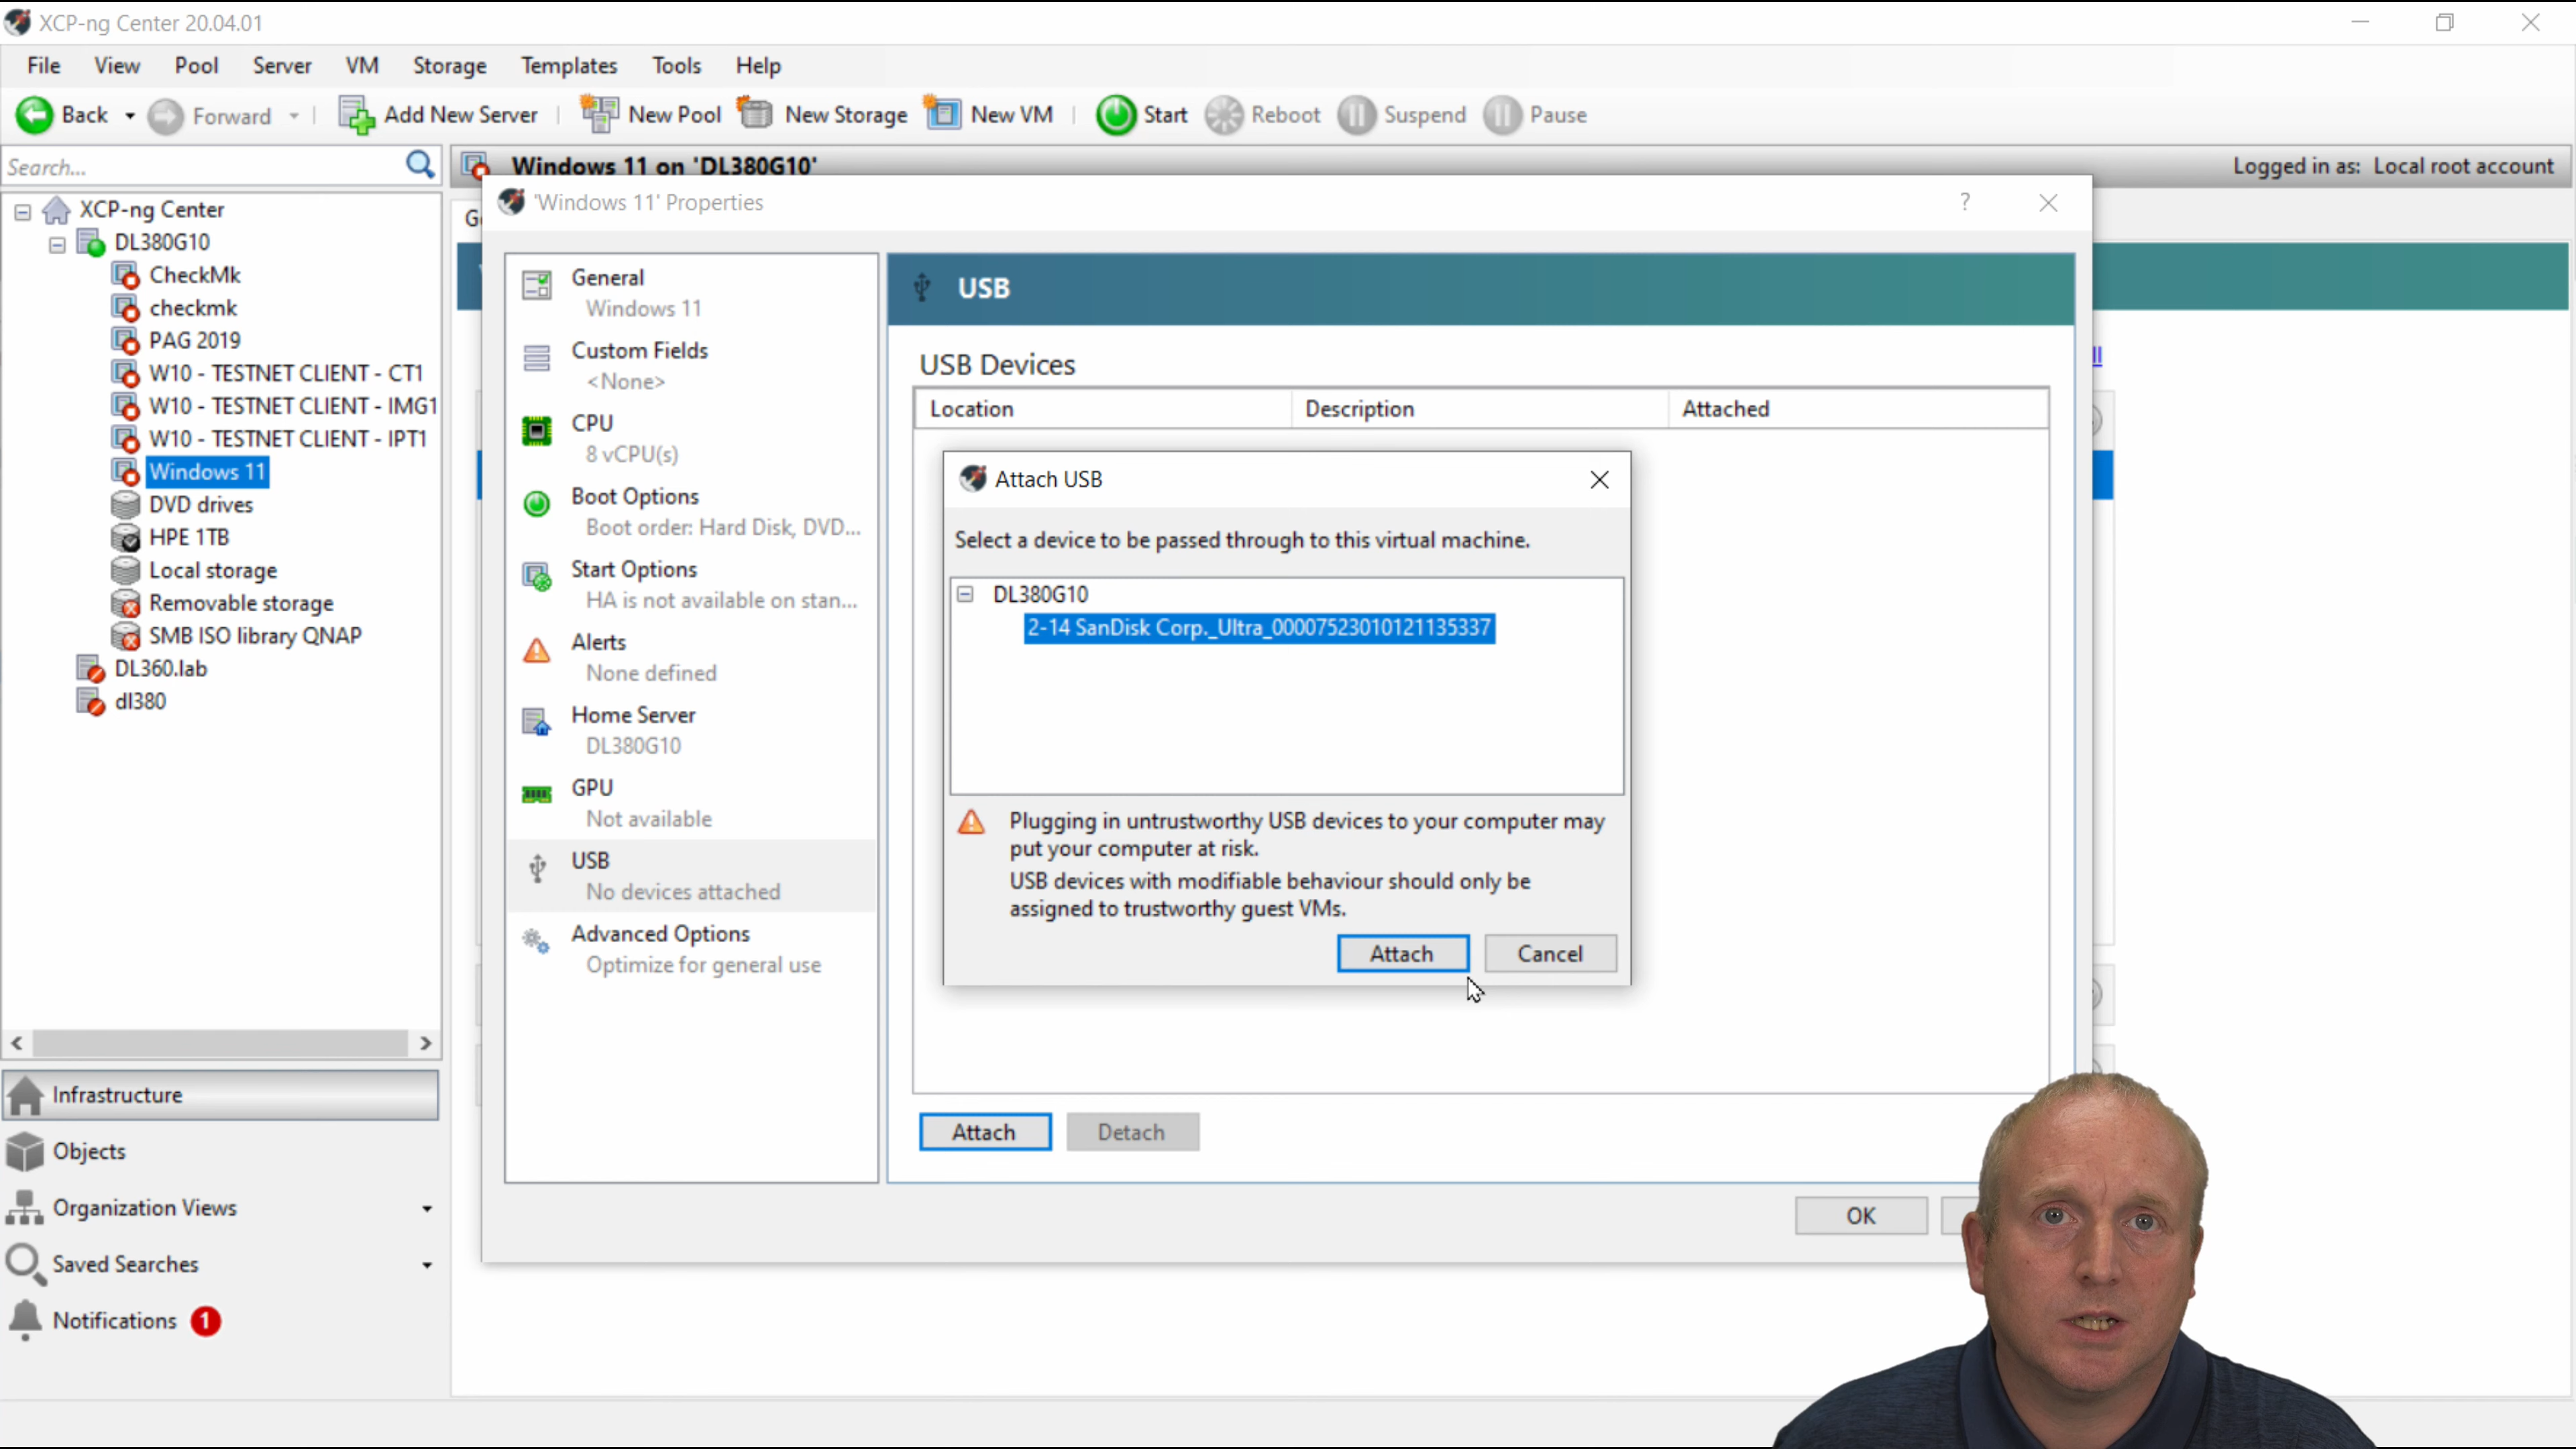 XCP-ng Center 20.04.01
File View Pool Server VM Storage Templates Tools Help
Back Forward Add New Server New Pool New Storage New VM Start Reboot Suspend Pause
Search...
Windows 11 on 'DL380G10'
Logged in as: Local root account
XCP-ng Center
DL380G10
CheckMk
checkmk
PAG 2019
W10 - TESTNET CLIENT - CT1
W10 - TESTNET CLIENT - IMG1
W10 - TESTNET CLIENT - IPT1
Windows 11
DVD drives
HPE 1TB
Local storage
Removable storage
SMB ISO library QNAP
DL360.lab
dl380
Infrastructure
Objects
Organization Views
Saved Searches
Notifications 1
'Windows 11' Properties
?
General
Windows 11
Custom Fields
<None>
CPU
8 vCPU(s)
Boot Options
Boot order: Hard Disk, DVD...
Start Options
HA is not available on stan...
Alerts
None defined
Home Server
DL380G10
GPU
Not available
USB
No devices attached
Advanced Options
Optimize for general use
USB
USB Devices
Location Description Attached
Attach USB
Select a device to be passed through to this virtual machine.
DL380G10
2-14 SanDisk Corp._Ultra_00007523010121135337
Plugging in untrustworthy USB devices to your computer may
put your computer at risk.
USB devices with modifiable behaviour should only be
assigned to trustworthy guest VMs.
Attach Cancel
Attach Detach
OK